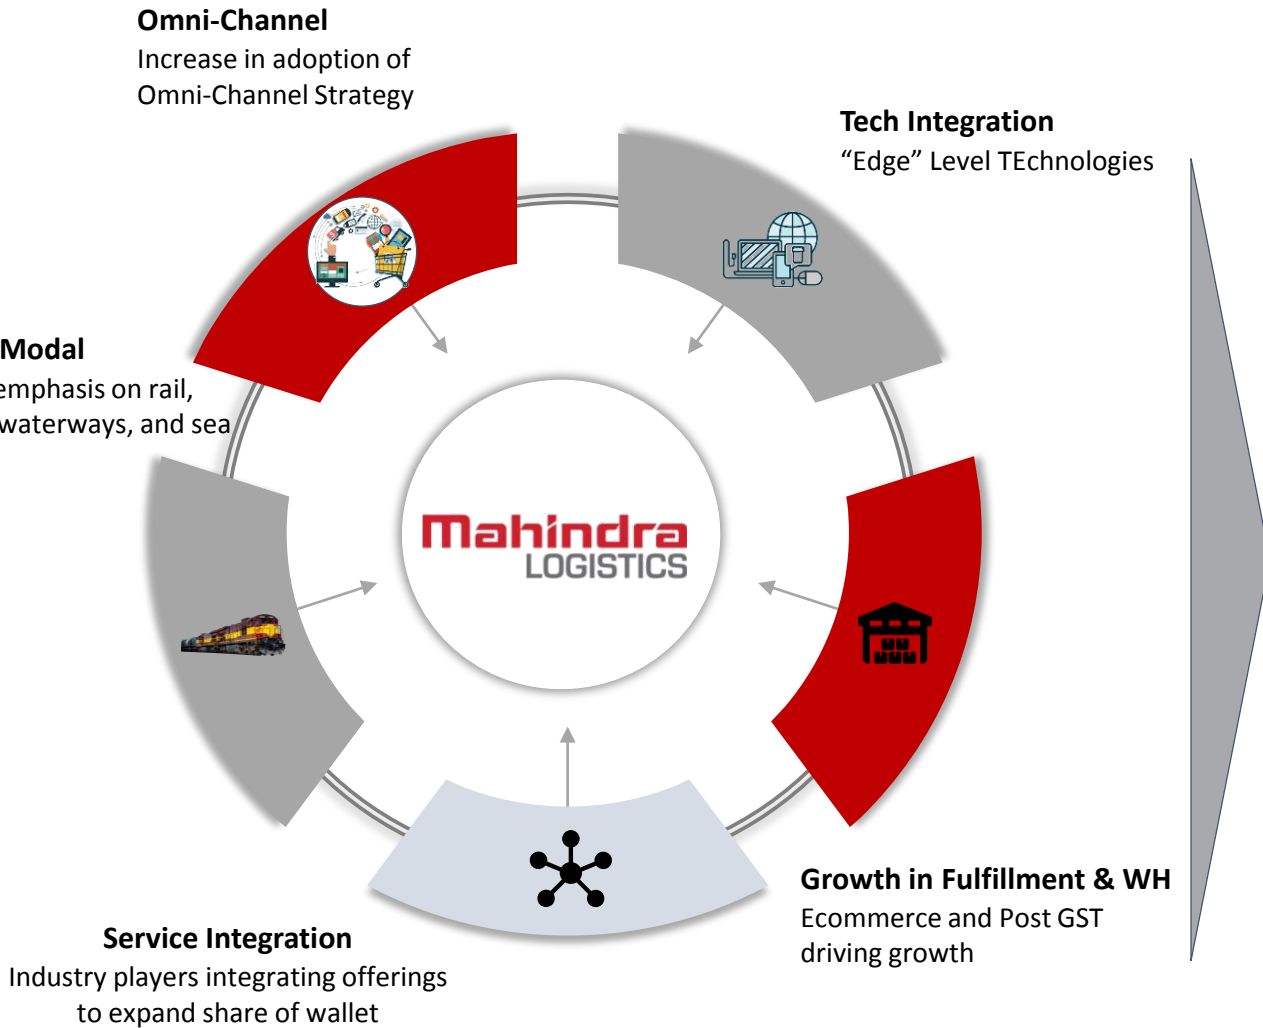 Omni-Channel
Increase in adoption of
Omni-Channel Strategy
Tech Integration
“Edge” Level TEchnologies
Modal
emphasis on rail,
waterways, and sea
Mahindra
LOGISTICS
Growth in Fulfillment & WH
Ecommerce and Post GST
driving growth
Service Integration
Industry players integrating offerings
to expand share of wallet